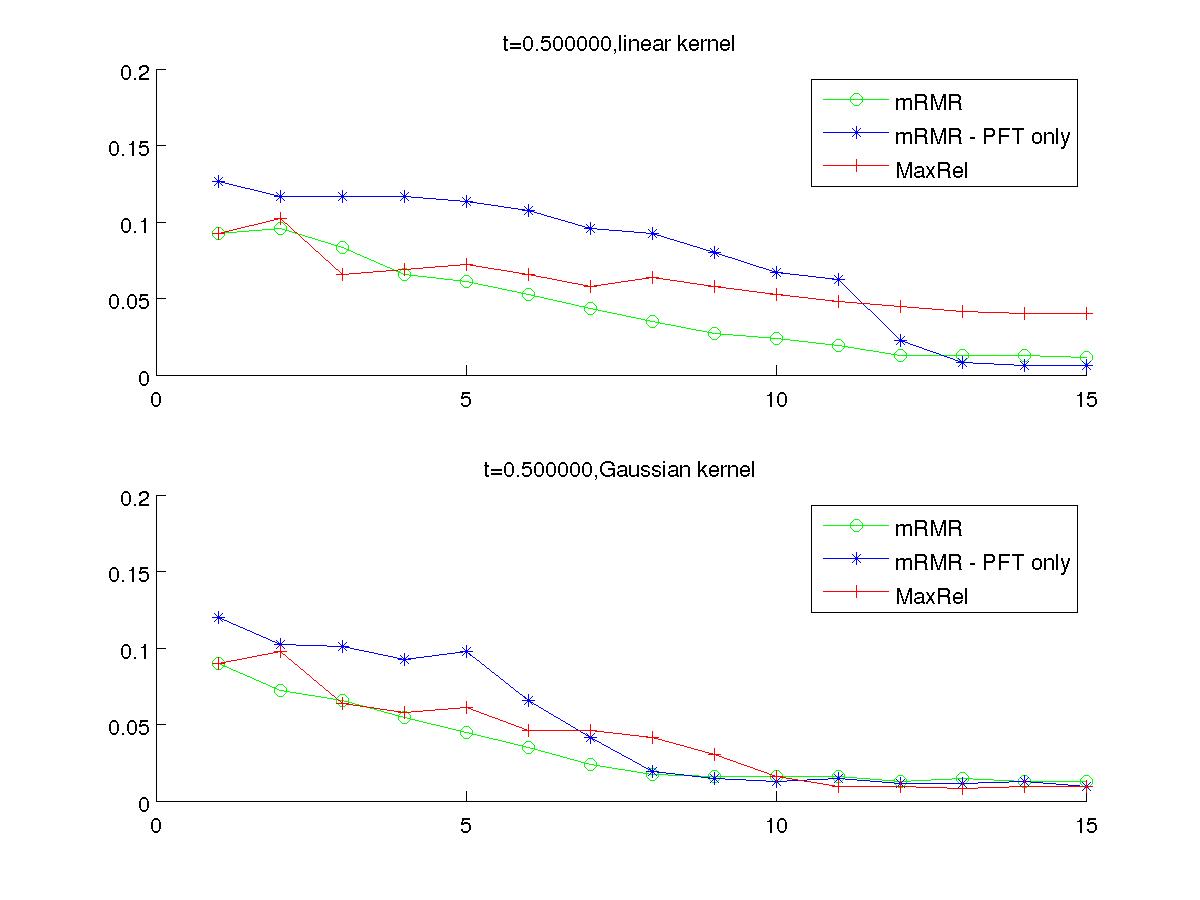 t=0.500000,linear kernel
0.2
0.15
0.1
0.05
0
0 5 10 15
mRMR
mRMR - PFT only
MaxRel
t=0.500000,Gaussian kernel
0.2
0.15
0.1
0.05
0
0 5 10 15
mRMR
mRMR - PFT only
MaxRel